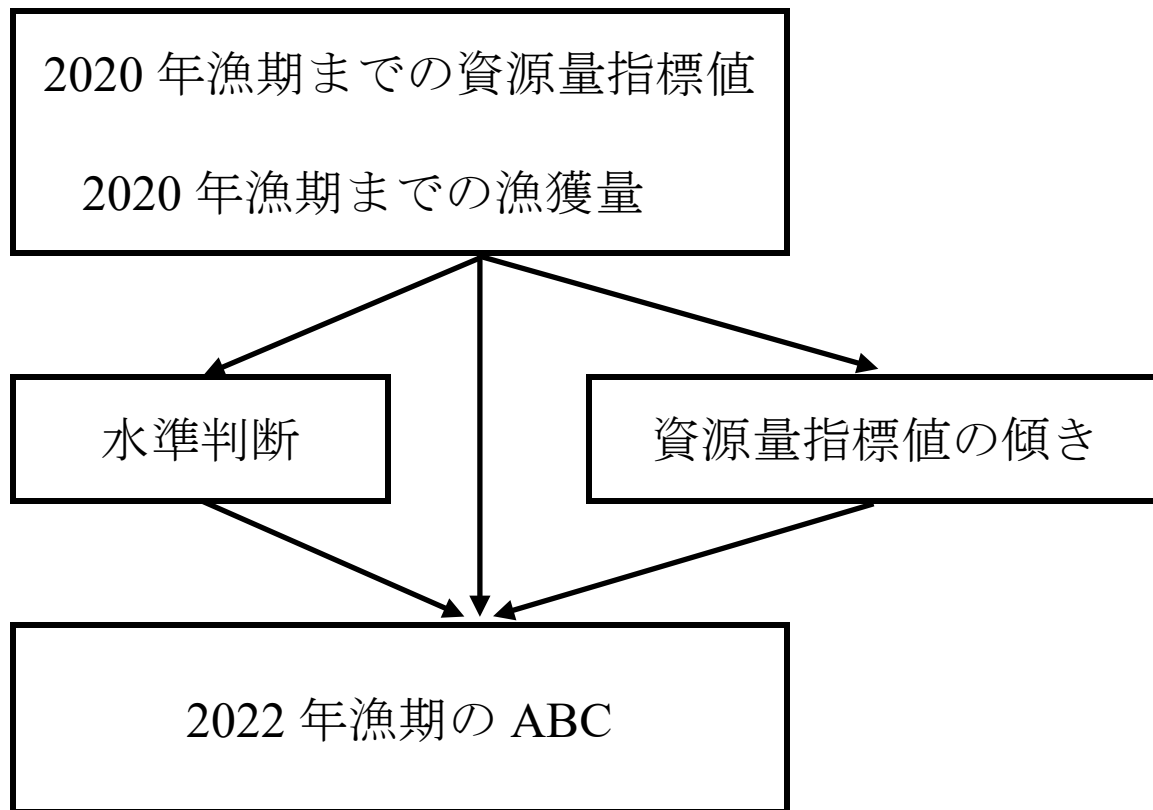 2020 年漁期までの資源量指標値
2020 年漁期までの漁獲量
水準判断
資源量指標値の傾き
2022 年漁期の ABC